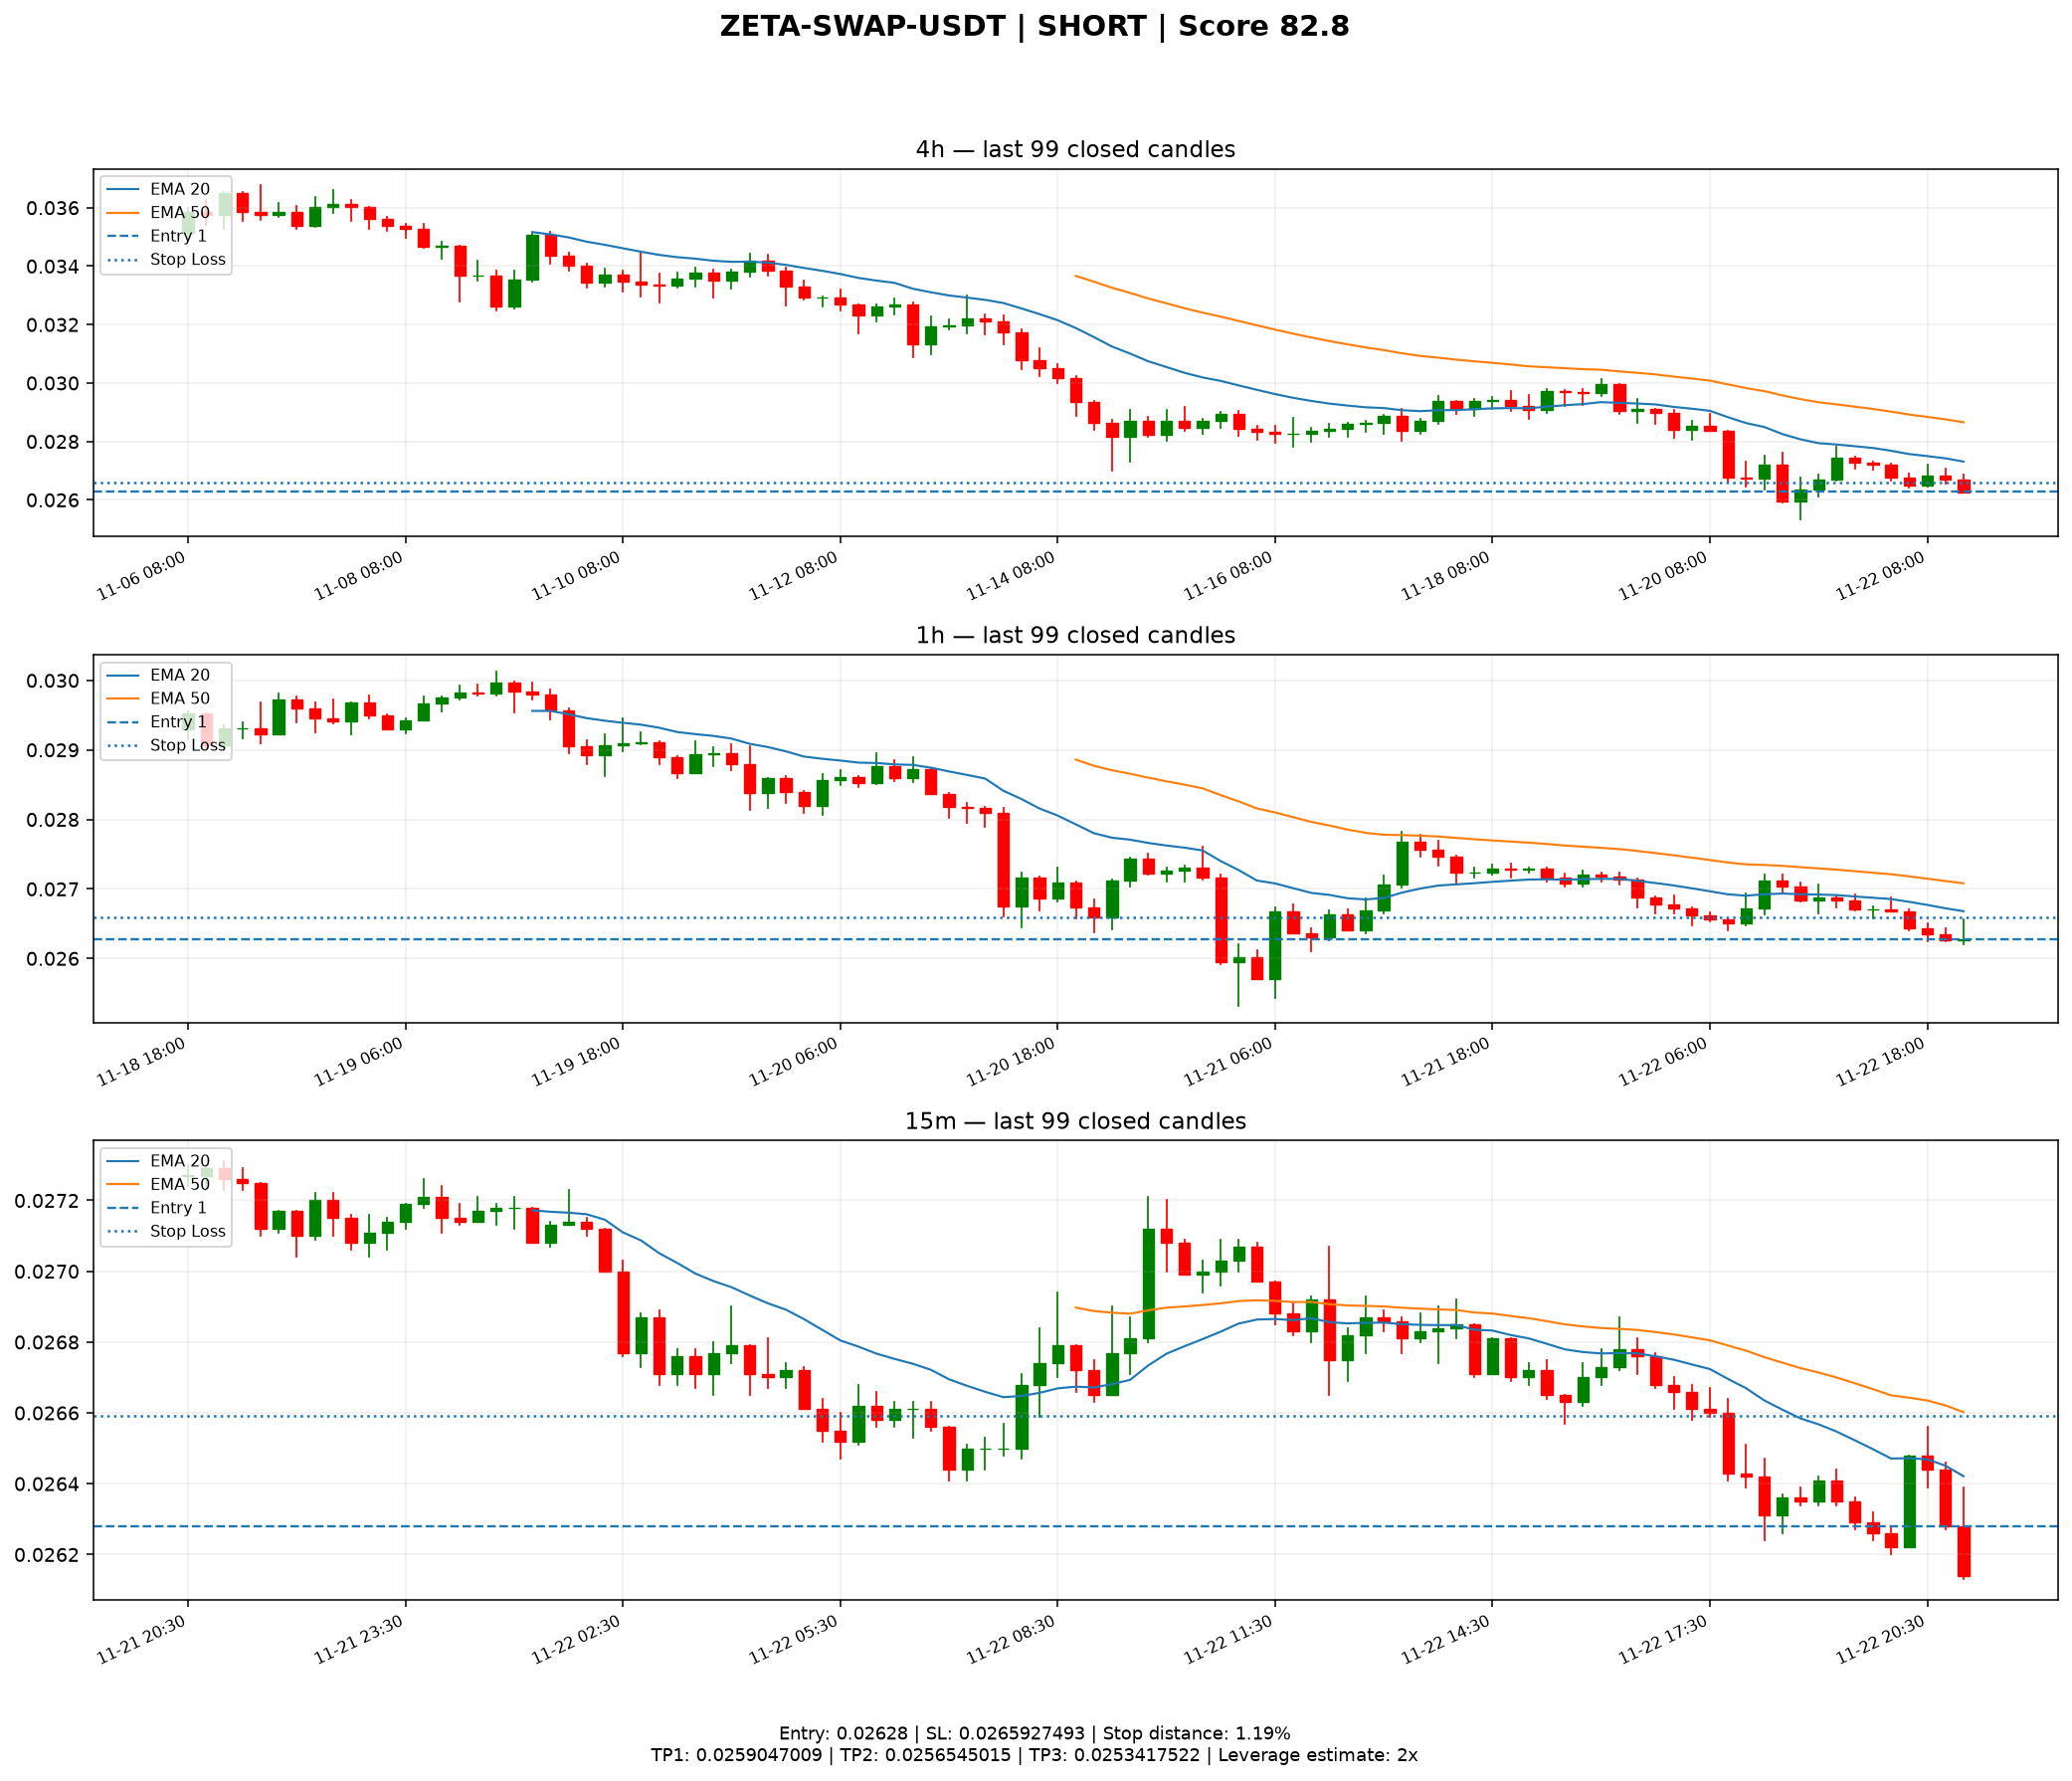 ZETA-SWAP-USDT | SHORT | Score 82.8
4h — last 99 closed candles
EMA 20
EMA 50
Entry 1
Stop Loss
0.036
0.034
0.032
0.030
0.028
0.026
11-06 08:00
11-08 08:00
11-10 08:00
11-12 08:00
11-14 08:00
11-16 08:00
11-18 08:00
11-20 08:00
11-22 08:00
1h — last 99 closed candles
EMA 20
EMA 50
Entry 1
Stop Loss
0.030
0.029
0.028
0.027
0.026
11-18 18:00
11-19 06:00
11-19 18:00
11-20 06:00
11-20 18:00
11-21 06:00
11-21 18:00
11-22 06:00
11-22 18:00
15m — last 99 closed candles
EMA 20
EMA 50
Entry 1
Stop Loss
0.0272
0.0270
0.0268
0.0266
0.0264
0.0262
11-21 20:30
11-21 23:30
11-22 02:30
11-22 05:30
11-22 08:30
11-22 11:30
11-22 14:30
11-22 17:30
11-22 20:30
Entry: 0.02628 | SL: 0.0265927493 | Stop distance: 1.19%
TP1: 0.0259047009 | TP2: 0.0256545015 | TP3: 0.0253417522 | Leverage estimate: 2x